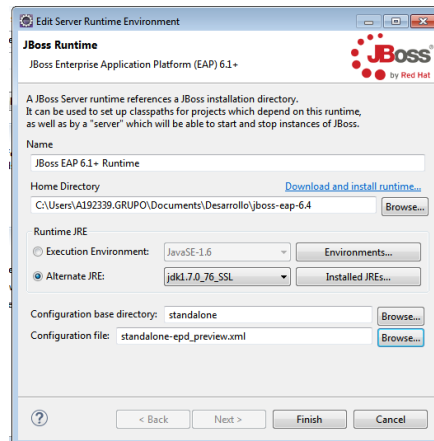 Edit Server Runtime Environment
JBoss Runtime
JBoss Enterprise Application Platform (EAP) 6.1+
JBoss
by Red Hat
A JBoss Server runtime references a JBoss installation directory.
It can be used to set up classpaths for projects which depend on this runtime,
as well as by a "server" which will be able to start and stop instances of JBoss.
Name
JBoss EAP 6.1+ Runtime
Home Directory Download and install runtime...
C:\Users\A192339.GRUPO\Documents\Desarollo\jboss-eap-6.4 Browse...
Runtime JRE
Execution Environment: JavaSE-1.6 Environments...
Alternate JRE: jdk1.7.0_76_SSL Installed JREs...
Configuration base directory: standalone Browse...
Configuration file: standalone-epd_preview.xml Browse...
? < Back Next > Finish Cancel